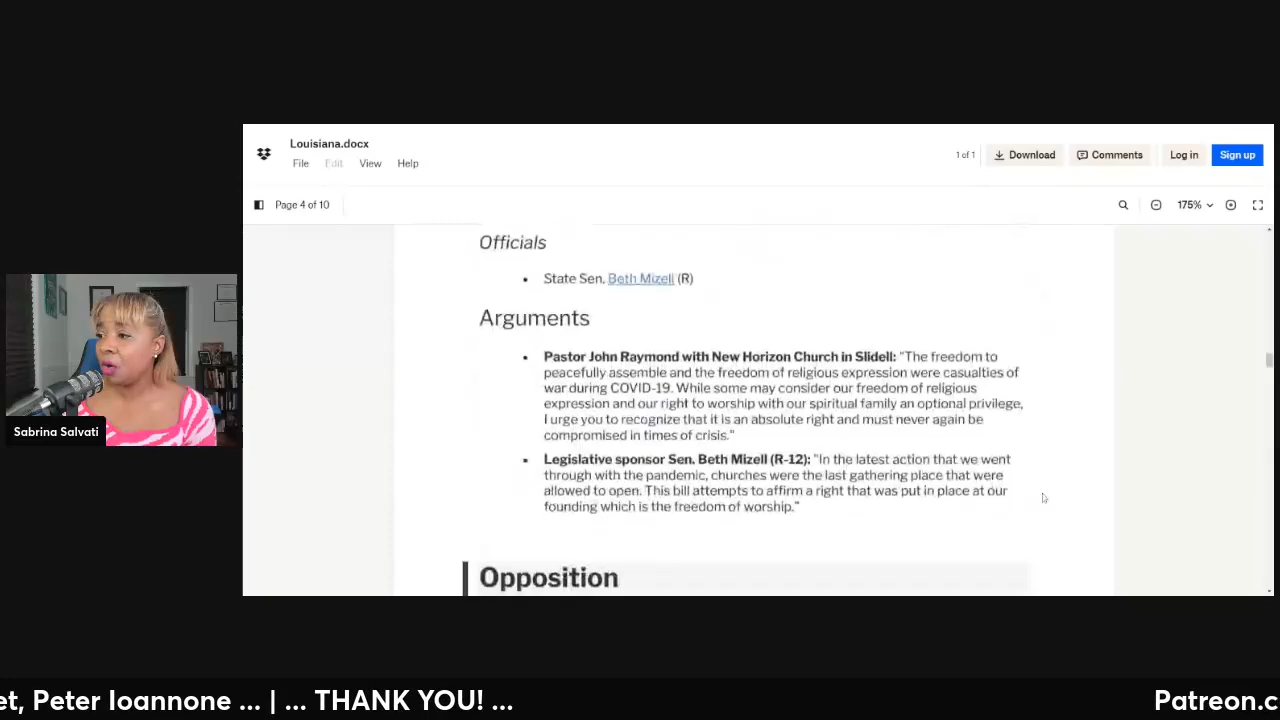 Louisiana.docx
File Edit View Help
1 of 1
Download
Comments
Log in
Sign up
Page 4 of 10
175%
Officials
• State Sen. Beth Mizell (R)
Arguments
• Pastor John Raymond with New Horizon Church in Slidell: "The freedom to
peacefully assemble and the freedom of religious expression were casualties of
war during COVID-19. While some may consider our freedom of religious
expression and our right to worship with our spiritual family an optional privilege,
I urge you to recognize that it is an absolute right and must never again be
compromised in times of crisis."
• Legislative sponsor Sen. Beth Mizell (R-12): "In the latest action that we went
through with the pandemic, churches were the last gathering place that were
allowed to open. This bill attempts to affirm a right that was put in place at our
founding which is the freedom of worship."
Opposition
Sabrina Salvati
et, Peter Ioannone ... | ... THANK YOU! ...
Patreon.c